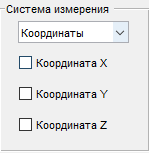 Система измерения
Координаты
Координата X
Координата Y
Координата Z